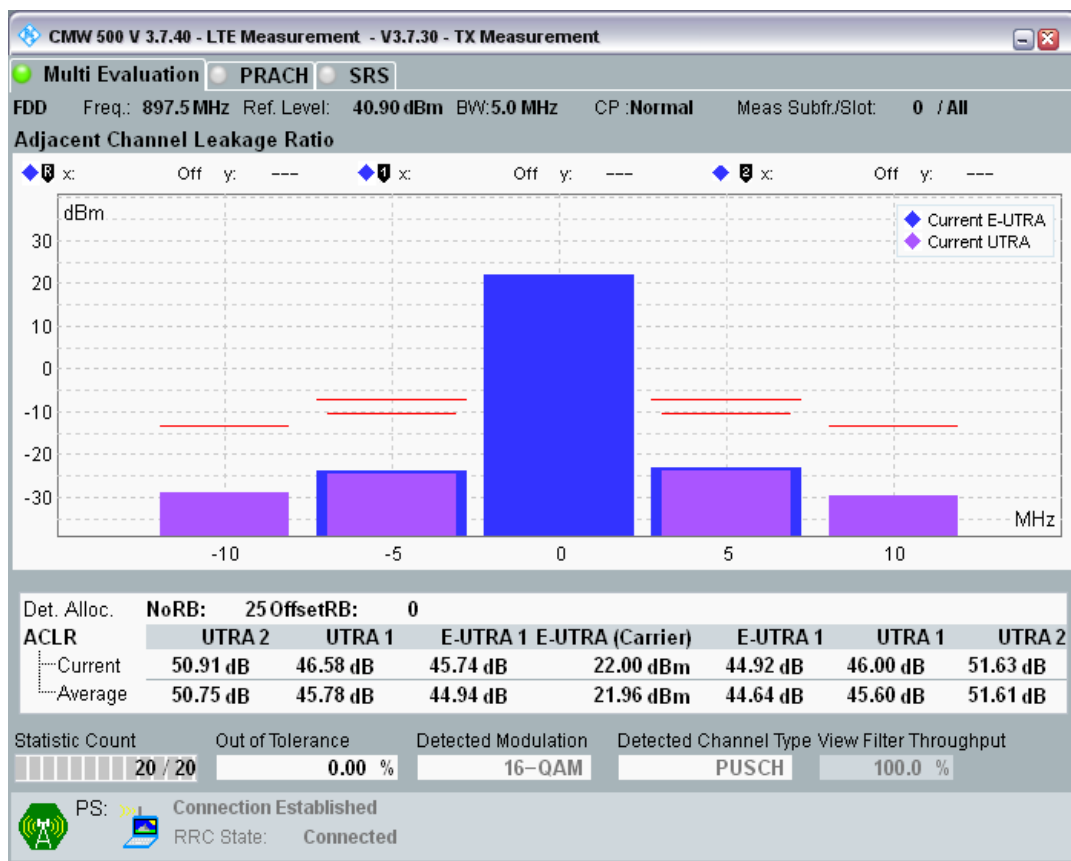 CMW 500 V 3.7.40 - LTE Measurement - V3.7.30 - TX Measurement
Multi Evaluation PRACH SRS
FDD Freq.: 897.5 MHz Ref. Level: 40.90 dBm BW:5.0 MHz CP :Normal Meas Subfr./Slot: 0 / All
Adjacent Channel Leakage Ratio
R x: Off y: --- 1 x: Off y: --- 2 x: Off y: ---
dBm
Current E-UTRA
Current UTRA
30
20
10
0
-10
-20
-30
MHz
-10 -5 0 5 10
Det. Alloc. NoRB: 25 OffsetRB: 0
ACLR UTRA 2 UTRA 1 E-UTRA 1 E-UTRA (Carrier) E-UTRA 1 UTRA 1 UTRA 2
Current 50.91 dB 46.58 dB 45.74 dB 22.00 dBm 44.92 dB 46.00 dB 51.63 dB
Average 50.75 dB 45.78 dB 44.94 dB 21.96 dBm 44.64 dB 45.60 dB 51.61 dB
Statistic Count Out of Tolerance Detected Modulation Detected Channel Type View Filter Throughput
20 / 20 0.00 % 16-QAM PUSCH 100.0 %
PS: Connection Established
RRC State: Connected